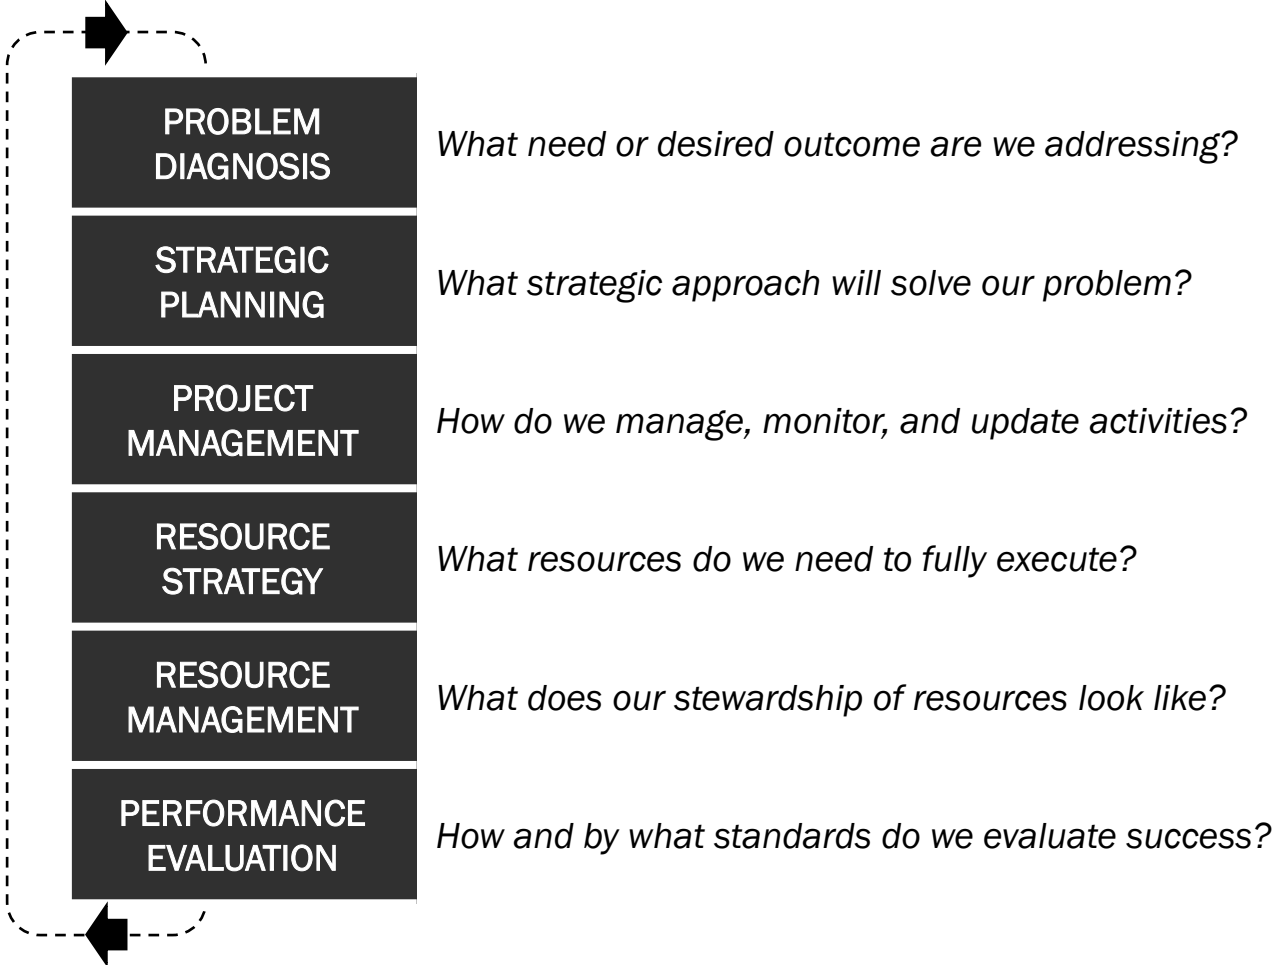 PROBLEM
DIAGNOSIS
What need or desired outcome are we addressing?
STRATEGIC
PLANNING
What strategic approach will solve our problem?
PROJECT
MANAGEMENT
How do we manage, monitor, and update activities?
RESOURCE
STRATEGY
What resources do we need to fully execute?
RESOURCE
MANAGEMENT
What does our stewardship of resources look like?
PERFORMANCE
EVALUATION
How and by what standards do we evaluate success?